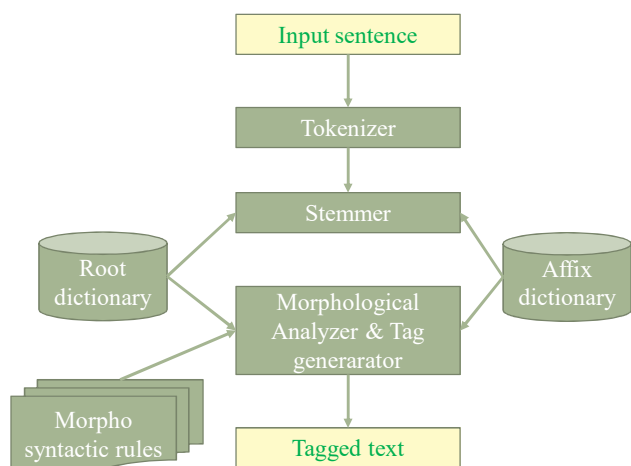 Input sentence
Tokenizer
Stemmer
Root
dictionary
Affix
dictionary
Morphological
Analyzer & Tag
generarator
Morpho
syntactic rules
Tagged text